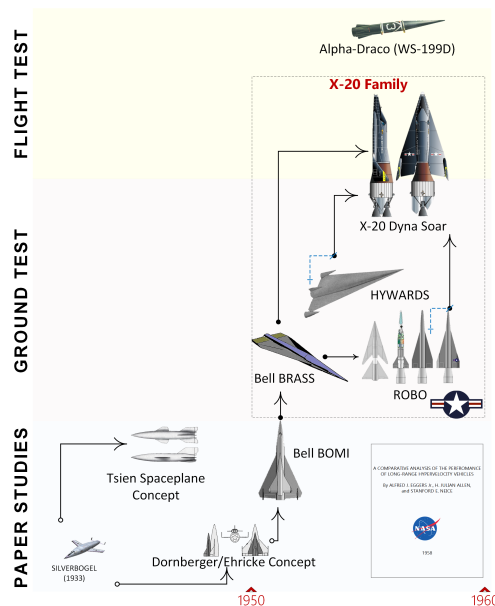 FLIGHT TEST
Alpha-Draco (WS-199D)
X-20 Family
X-20 Dyna Soar
GROUND TEST
HYWARDS
Bell BRASS
ROBO
PAPER STUDIES
Bell BOMI
Tsien Spaceplane
Concept
A COMPARATIVE ANALYSIS OF THE PERFROMANCE
OF LONG-RANGE HYPERVELOCITY VEHICLES
By ALFRED J. EGGERS Jr., H. JULIAN ALLEN,
and STANFORD E. NEICE
NASA
1958
Dornberger/Ehricke Concept
SILVERBOGEL
(1933)
1950
1960